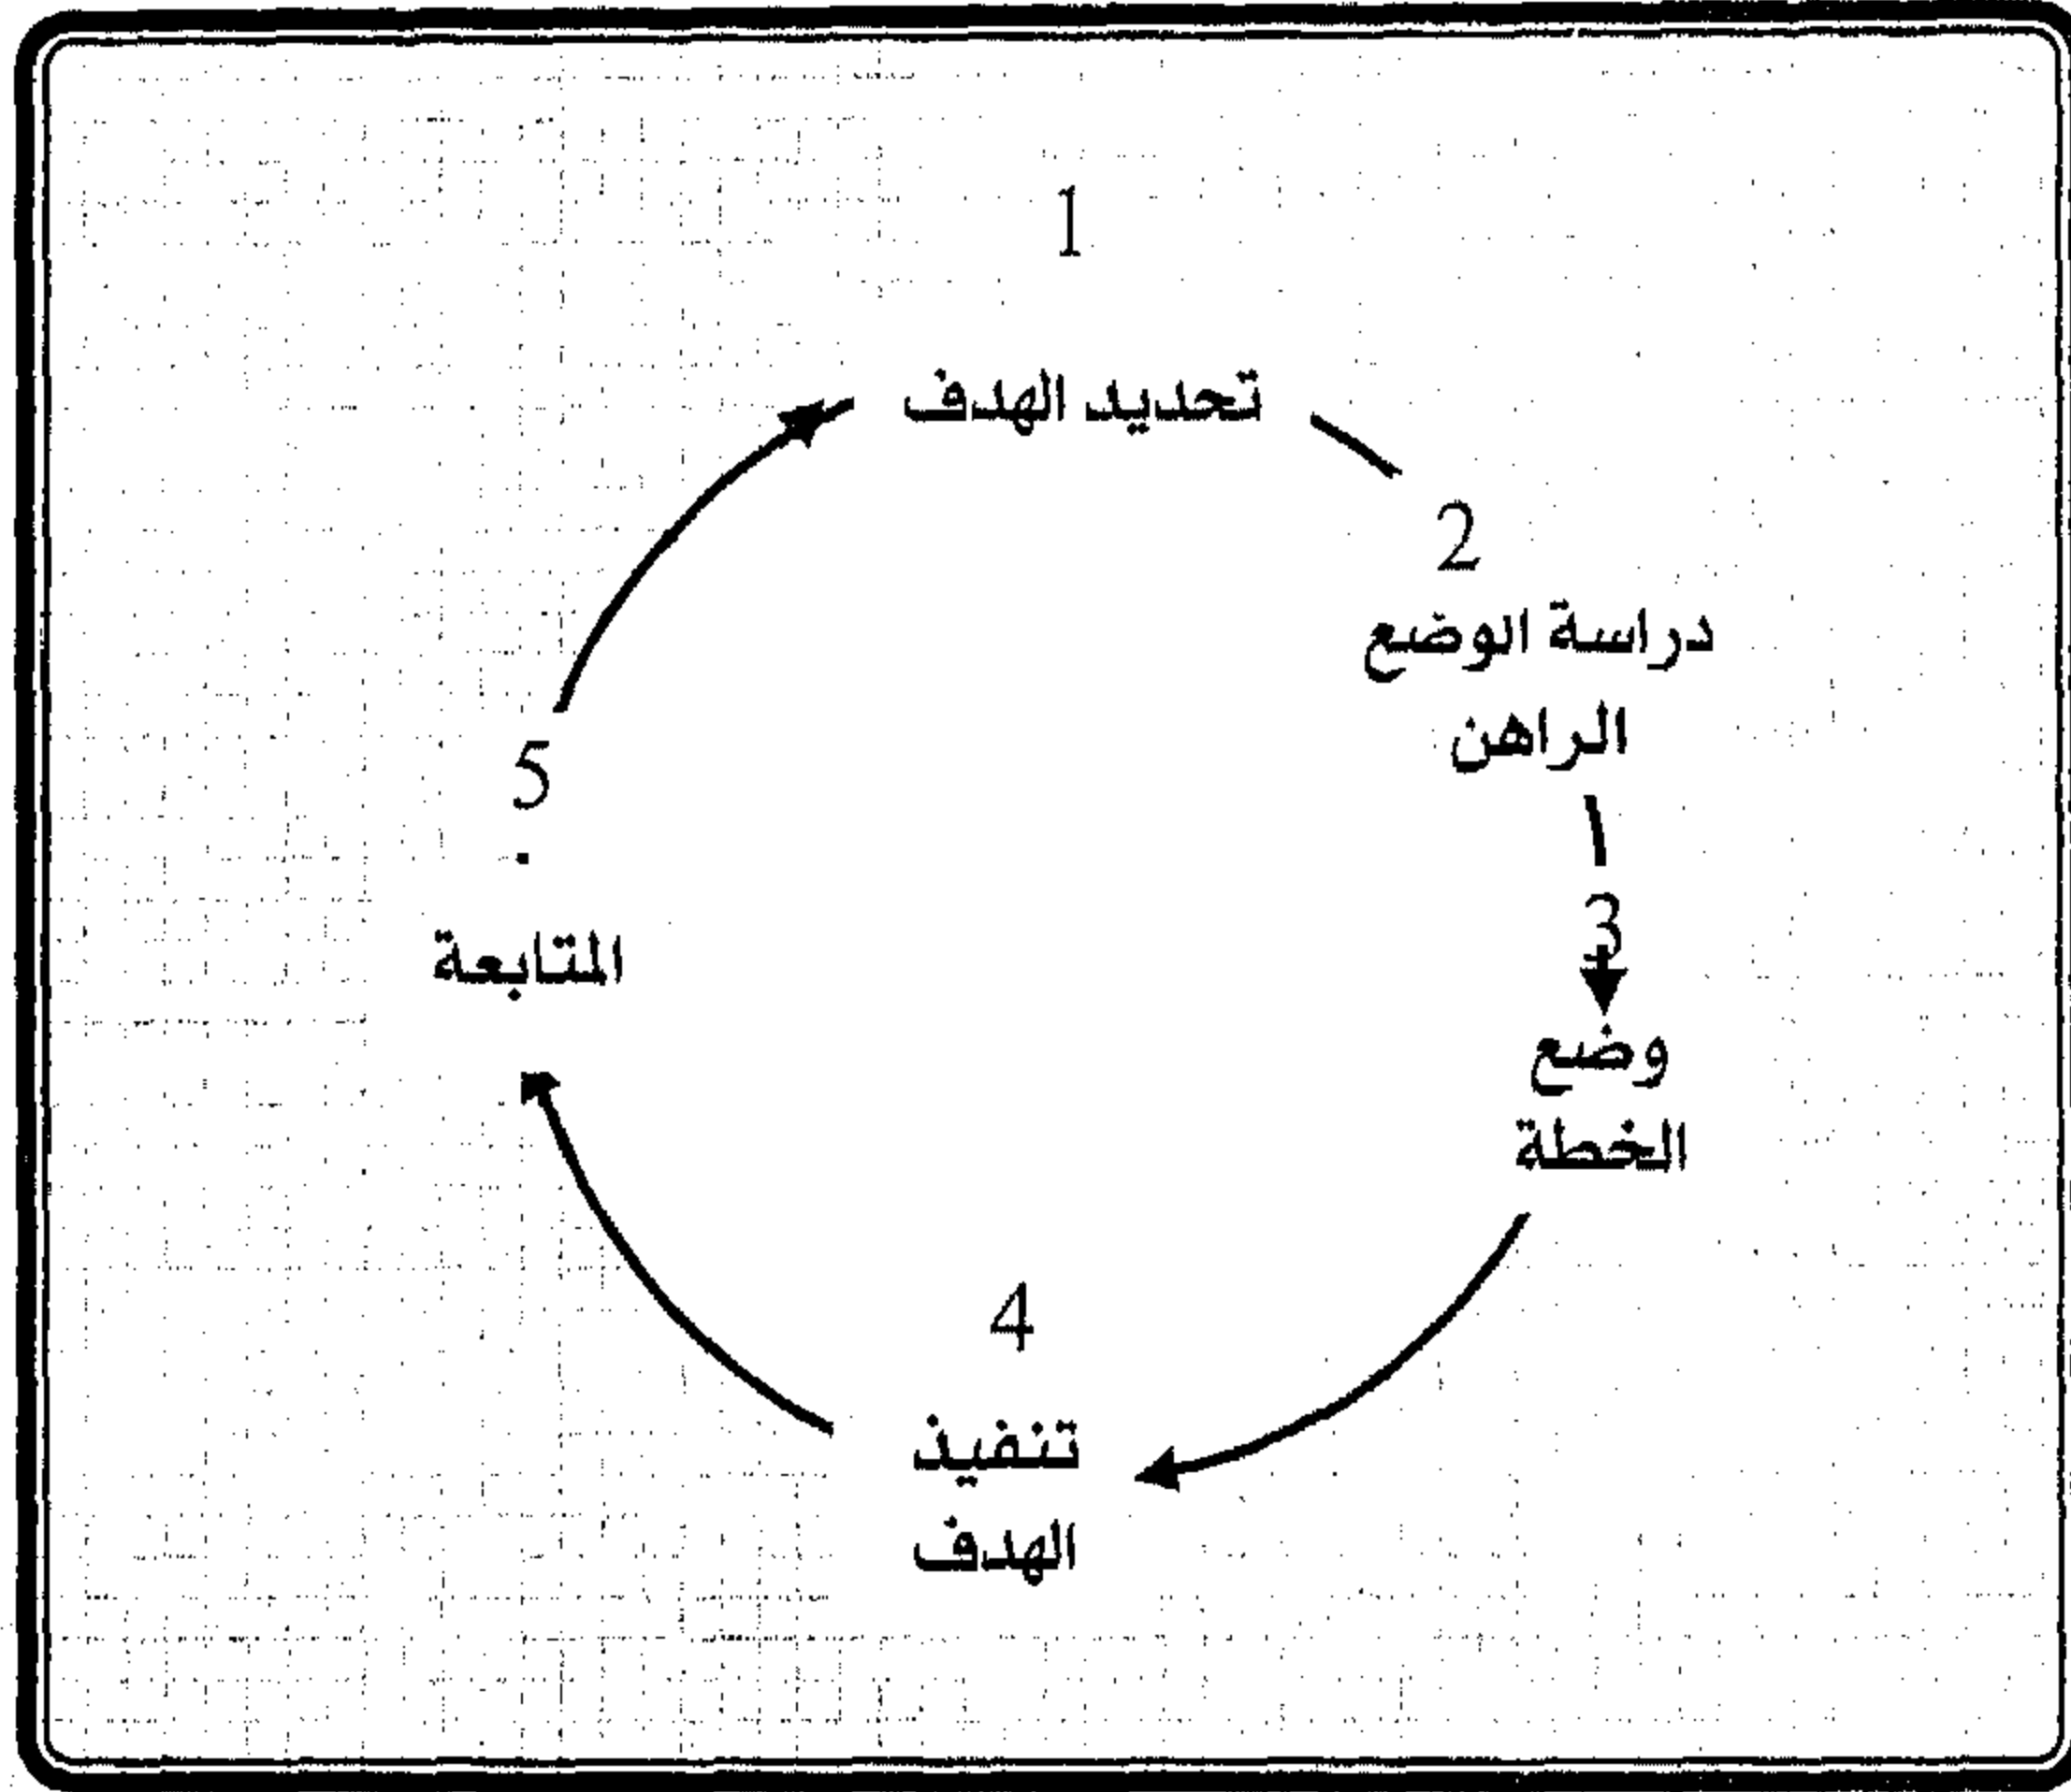 1
تحديد الهدف
2
دراسة الوضع
الراهن
3
وضع
الخطة
4
تنفيذ
الهدف
5
المتابعة